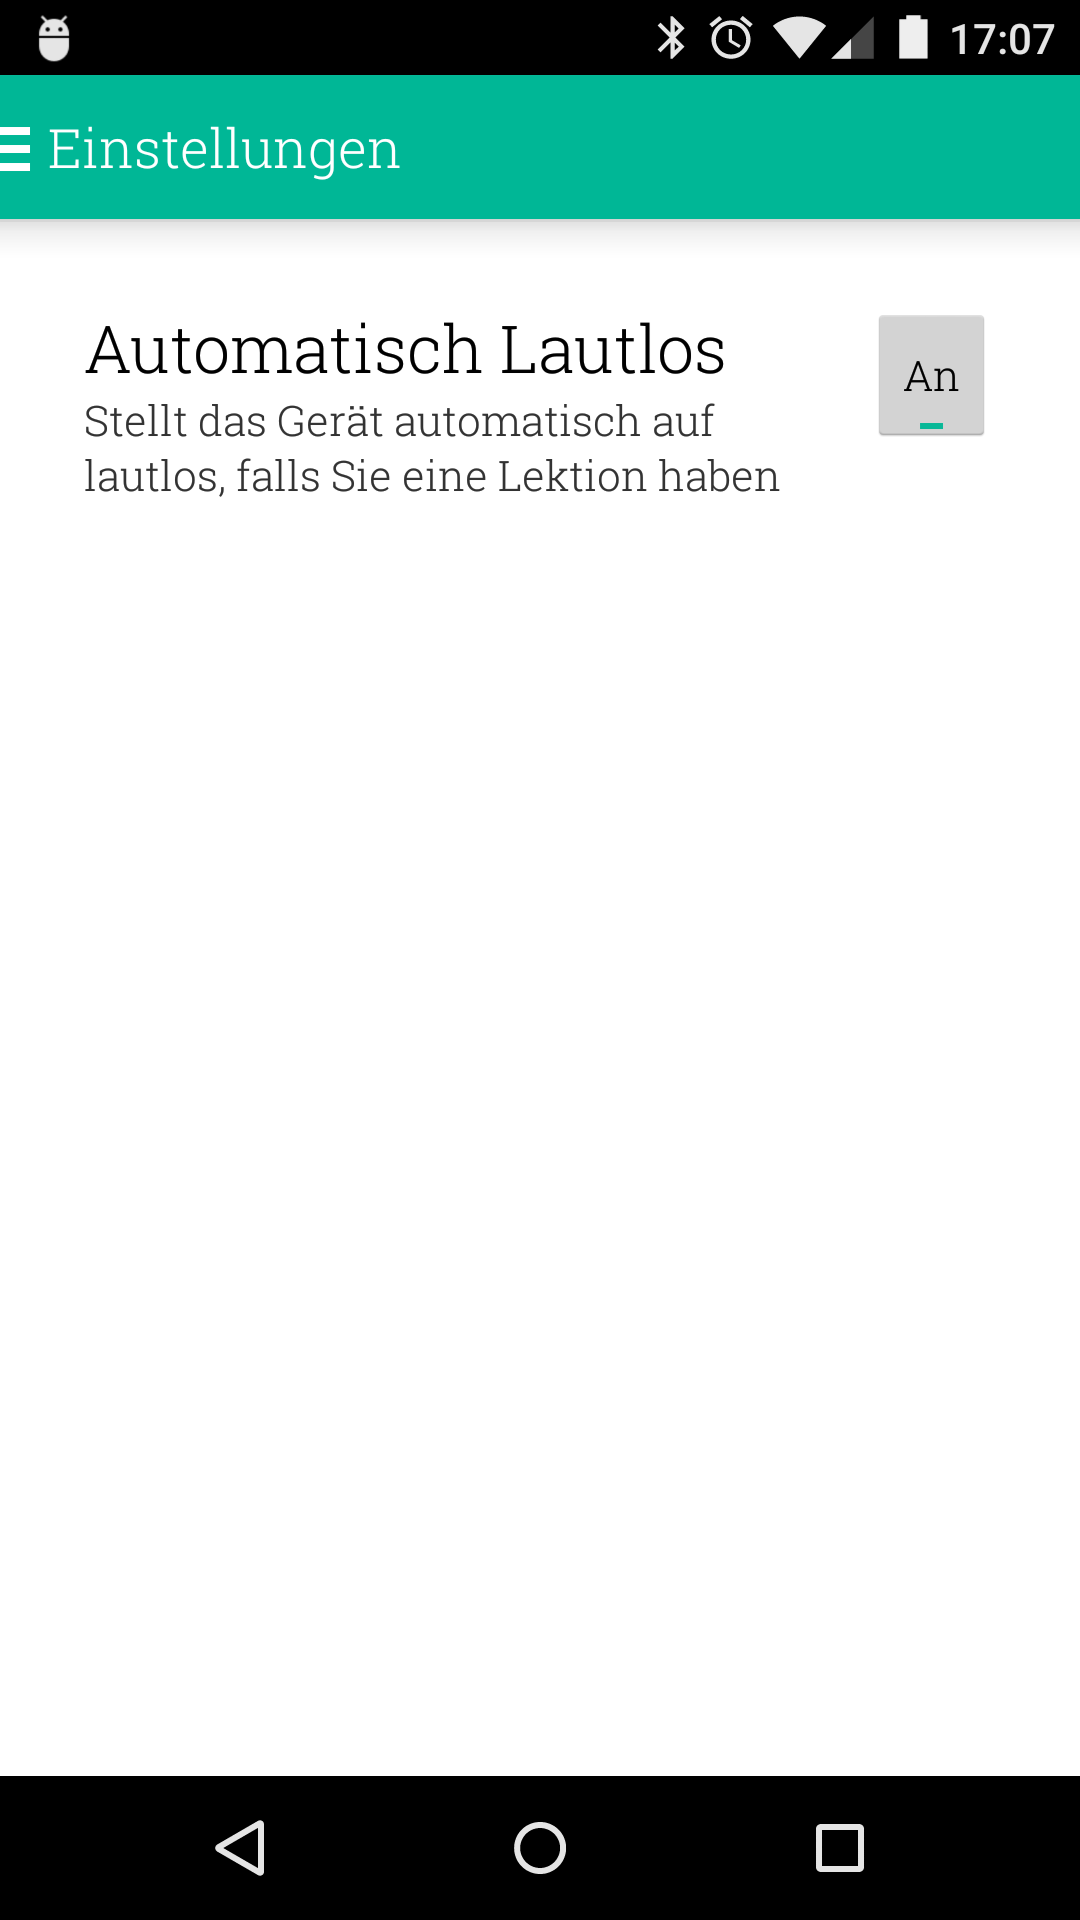 17:07
Einstellungen
Automatisch Lautlos
An
Stellt das Gerät automatisch auf
lautlos, falls Sie eine Lektion haben